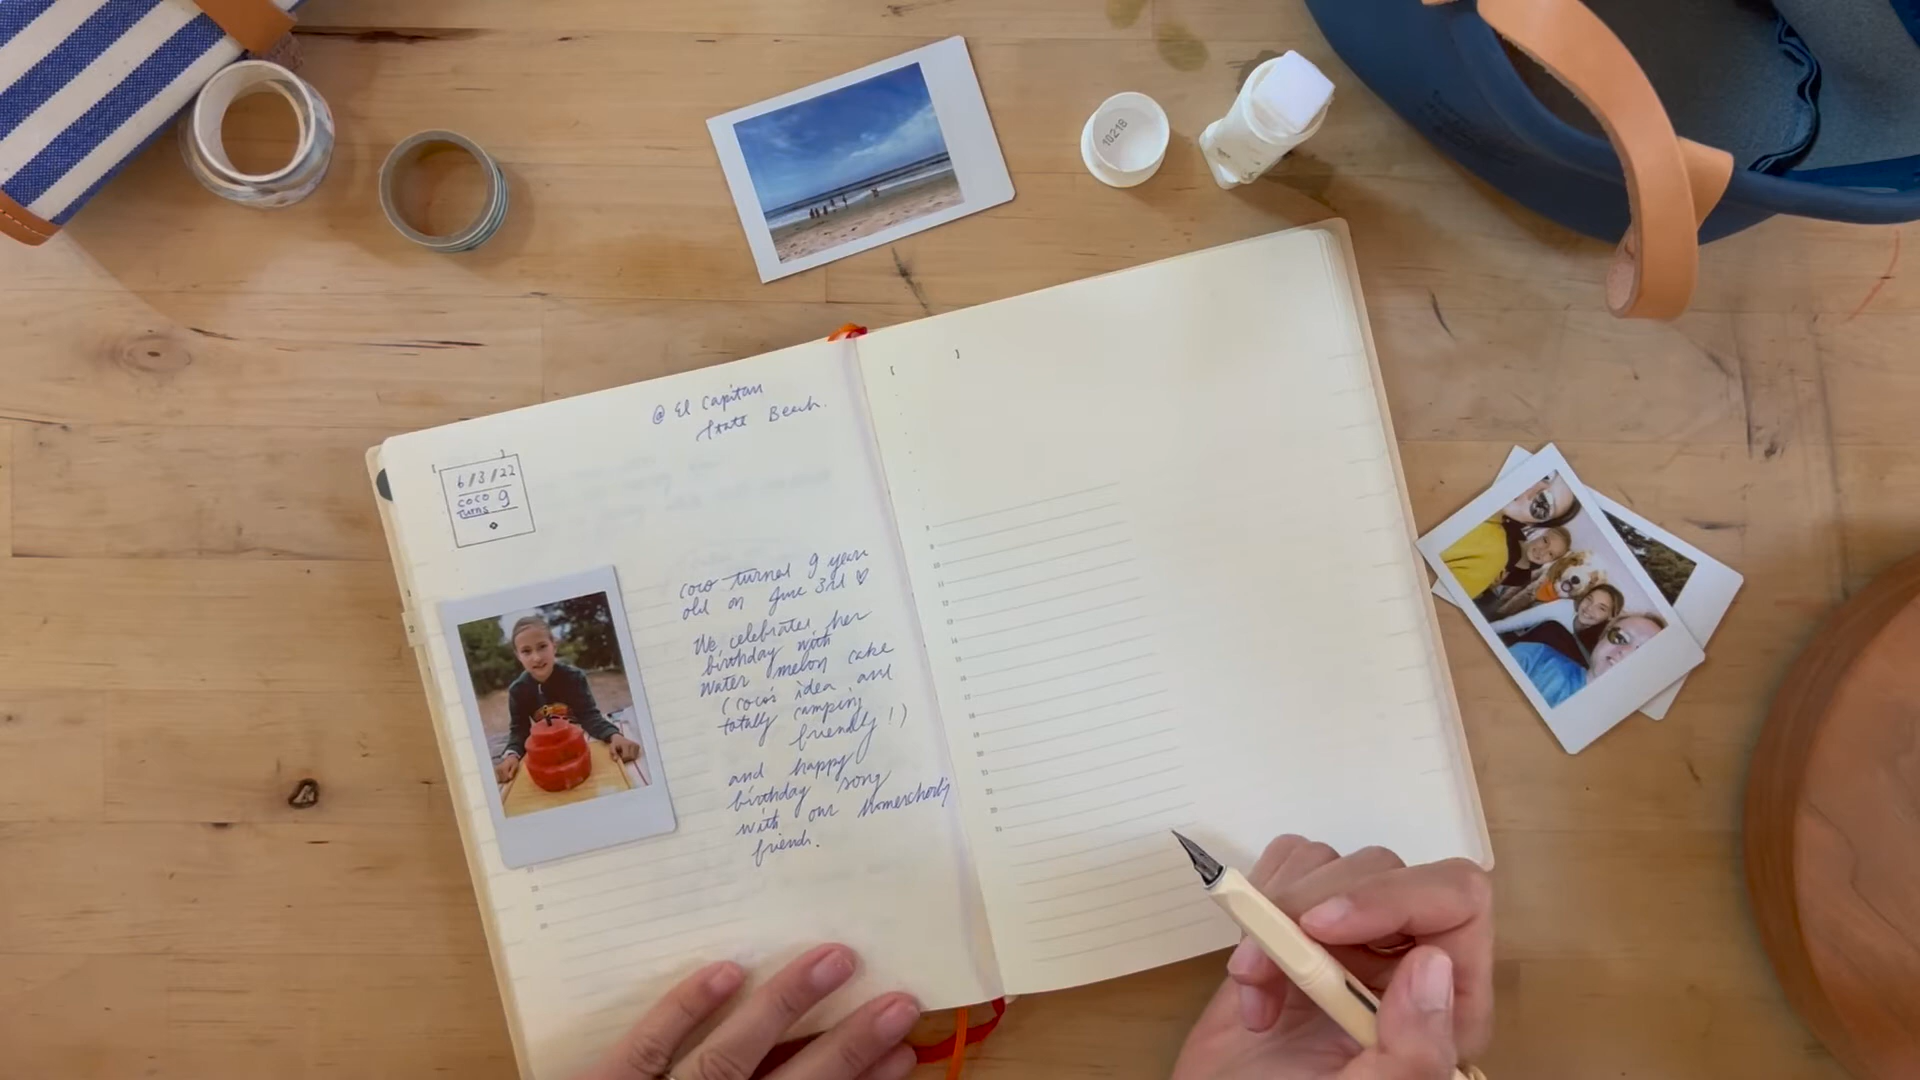 @ El Capitan
State Beach.
6/3/22
coco 9
turns
coco turned 9 years
old on June 3rd ♡
We celebrates her
birthday with
water melon cake
(coco's idea and
totally camping
friendly!)
and happy
birthday song
with our homeschooling
friends.
10218